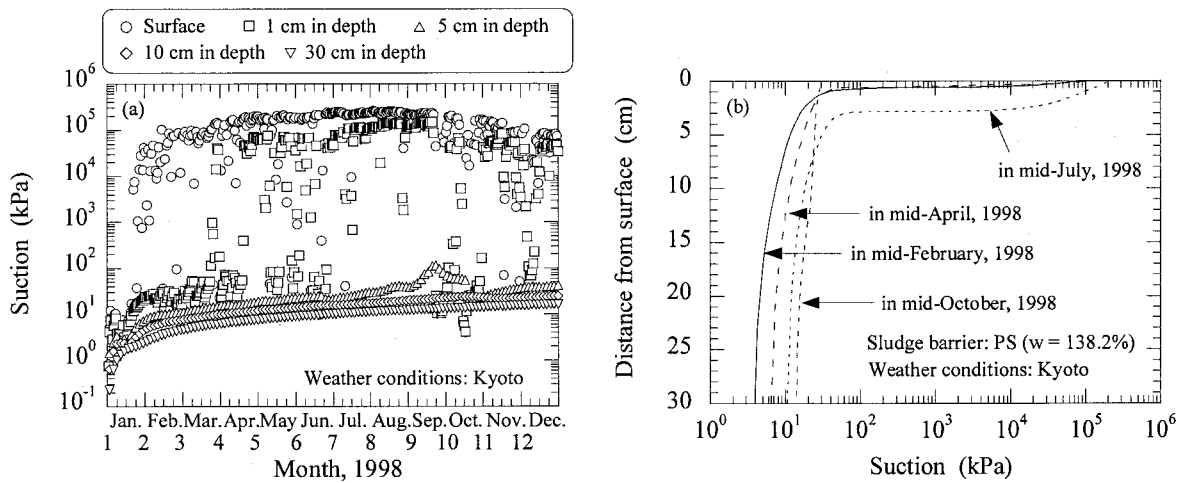 ○ Surface □ 1 cm in depth △ 5 cm in depth
◇ 10 cm in depth ▽ 30 cm in depth
(a)
Suction (kPa)
10^6
10^5
10^4
10^3
10^2
10^1
10^0
10^-1
Weather conditions: Kyoto
Jan. Feb. Mar. Apr. May Jun. Jul. Aug. Sep. Oct. Nov. Dec.
1 2 3 4 5 6 7 8 9 10 11 12
Month, 1998
(b)
Distance from surface (cm)
0
5
10
15
20
25
30
in mid-July, 1998
in mid-April, 1998
in mid-February, 1998
in mid-October, 1998
Sludge barrier: PS (w = 138.2%)
Weather conditions: Kyoto
10^0 10^1 10^2 10^3 10^4 10^5 10^6
Suction (kPa)